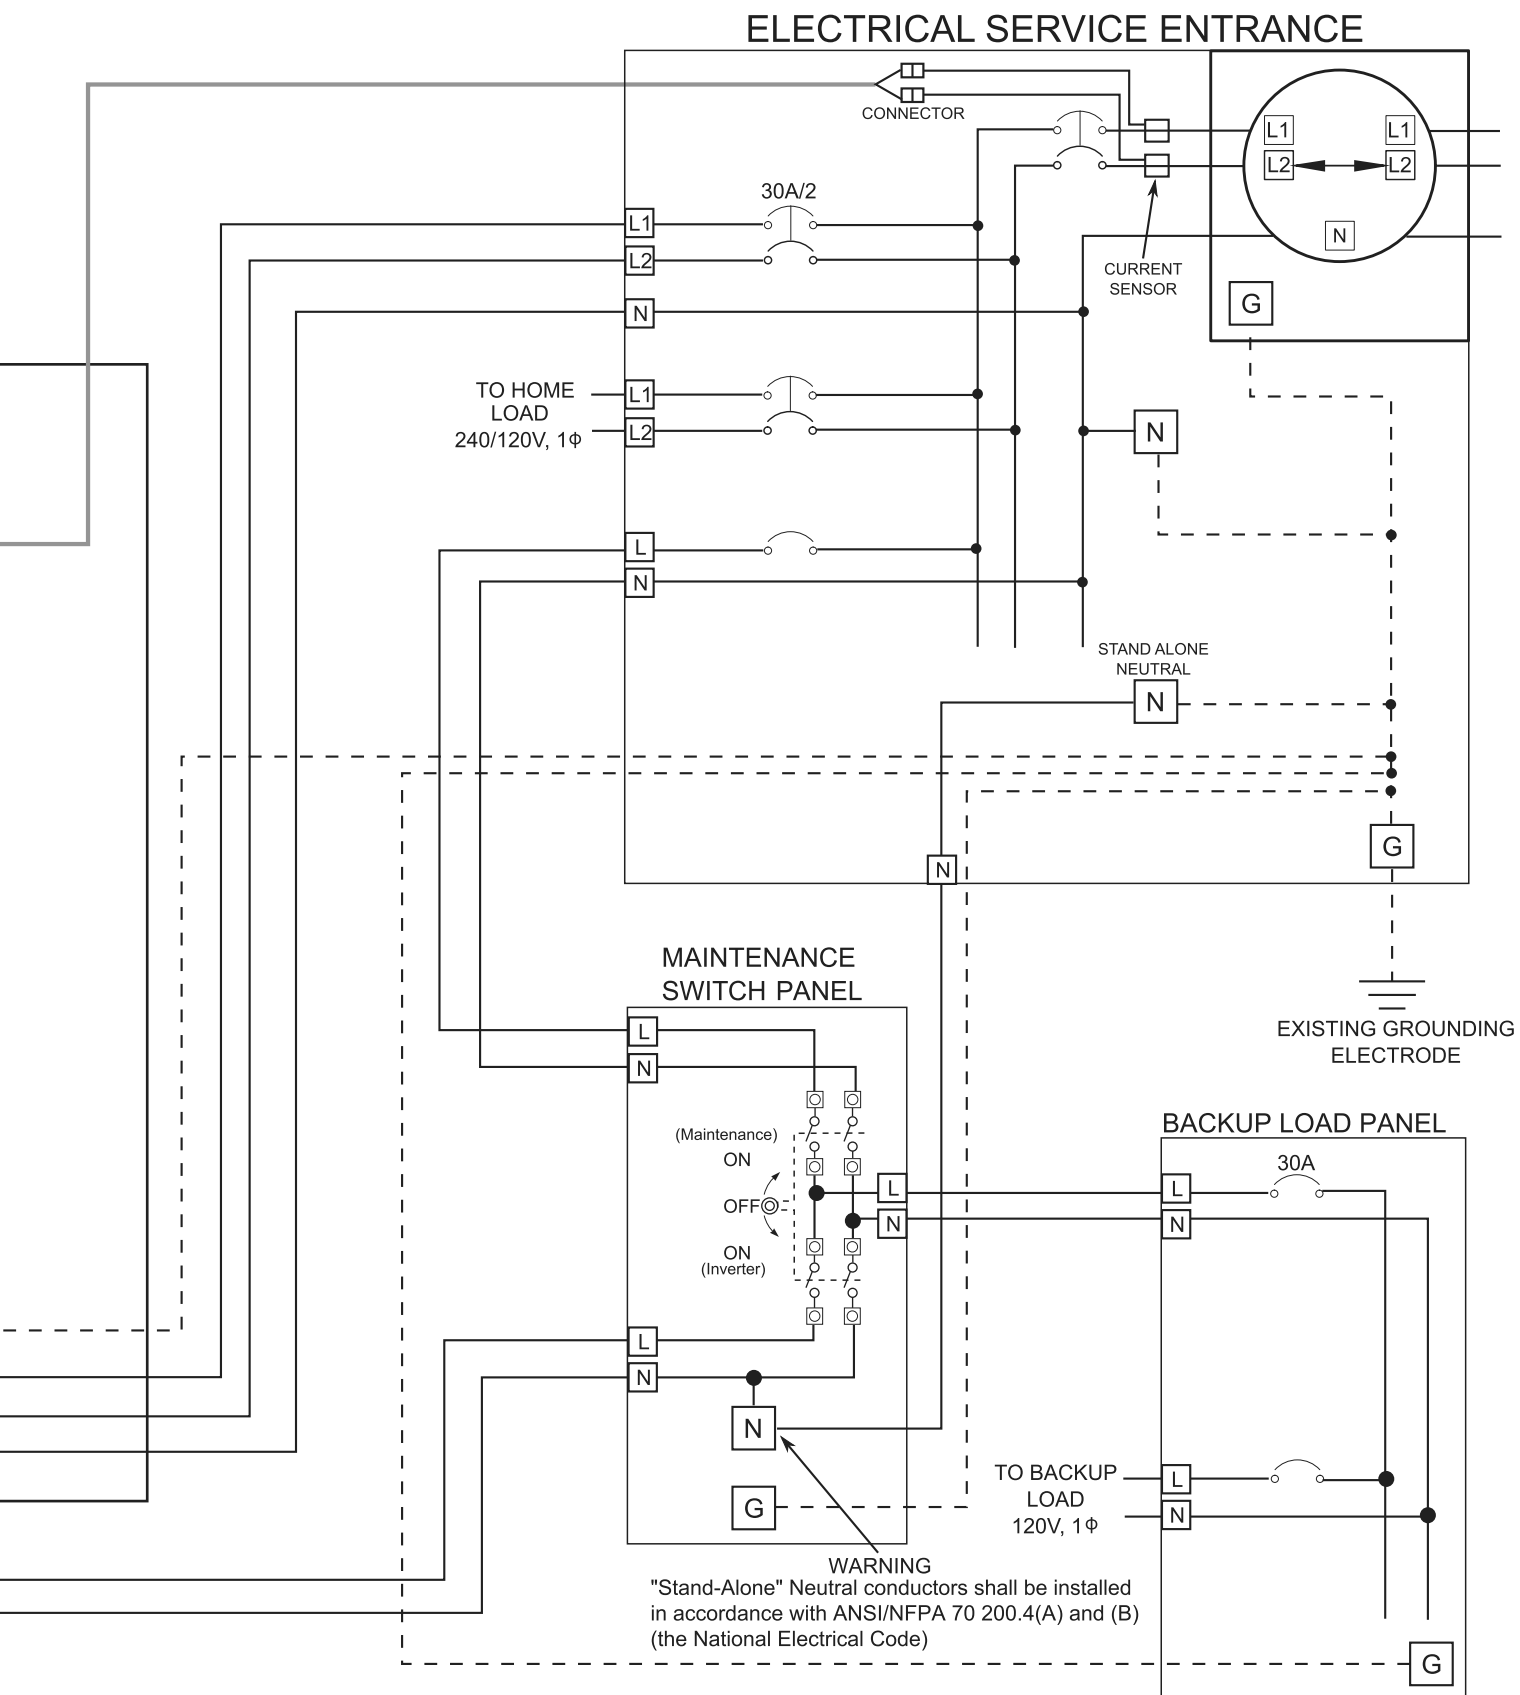 ELECTRICAL SERVICE ENTRANCE
CONNECTOR
L1
L1
L2
L2
N
30A/2
L1
L2
CURRENT
SENSOR
G
N
TO HOME
LOAD
240/120V, 1Φ
L1
L2
N
L
N
STAND ALONE
NEUTRAL
N
G
N
EXISTING GROUNDING
ELECTRODE
MAINTENANCE
SWITCH PANEL
L
N
(Maintenance)
ON
OFF
ON
(Inverter)
L
N
L
N
N
G
WARNING
"Stand-Alone" Neutral conductors shall be installed
in accordance with ANSI/NFPA 70 200.4(A) and (B)
(the National Electrical Code)
BACKUP LOAD PANEL
30A
L
N
TO BACKUP
LOAD
120V, 1Φ
L
N
G